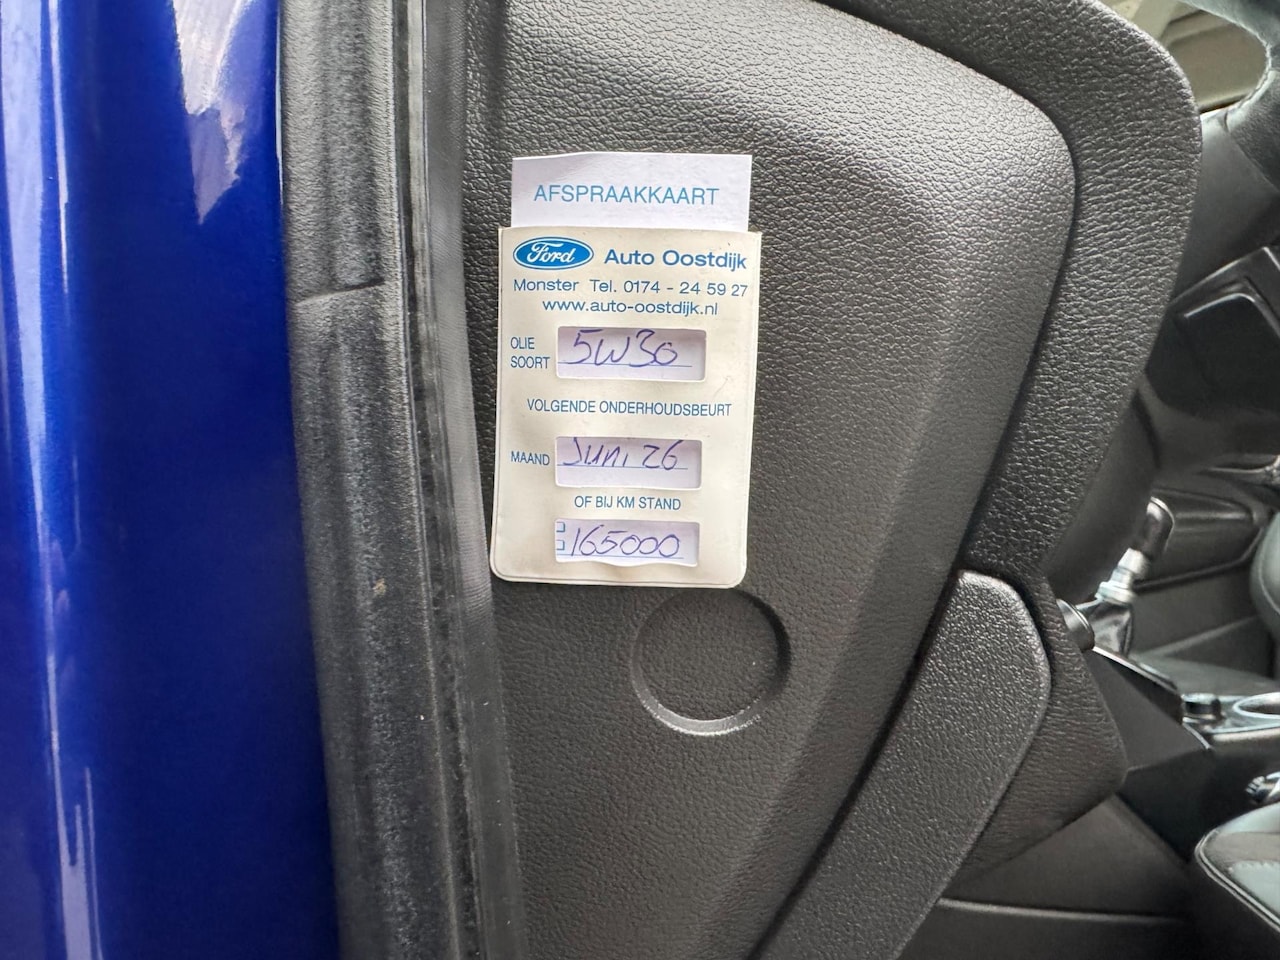 AFSPRAAKKAART
Ford Auto Oostdijk
Monster Tel. 0174 - 24 59 27
www.auto-oostdijk.nl
OLIE SOORT 5W30
VOLGENDE ONDERHOUDSBEURT
MAAND Juni 26
OF BIJ KM STAND
165000